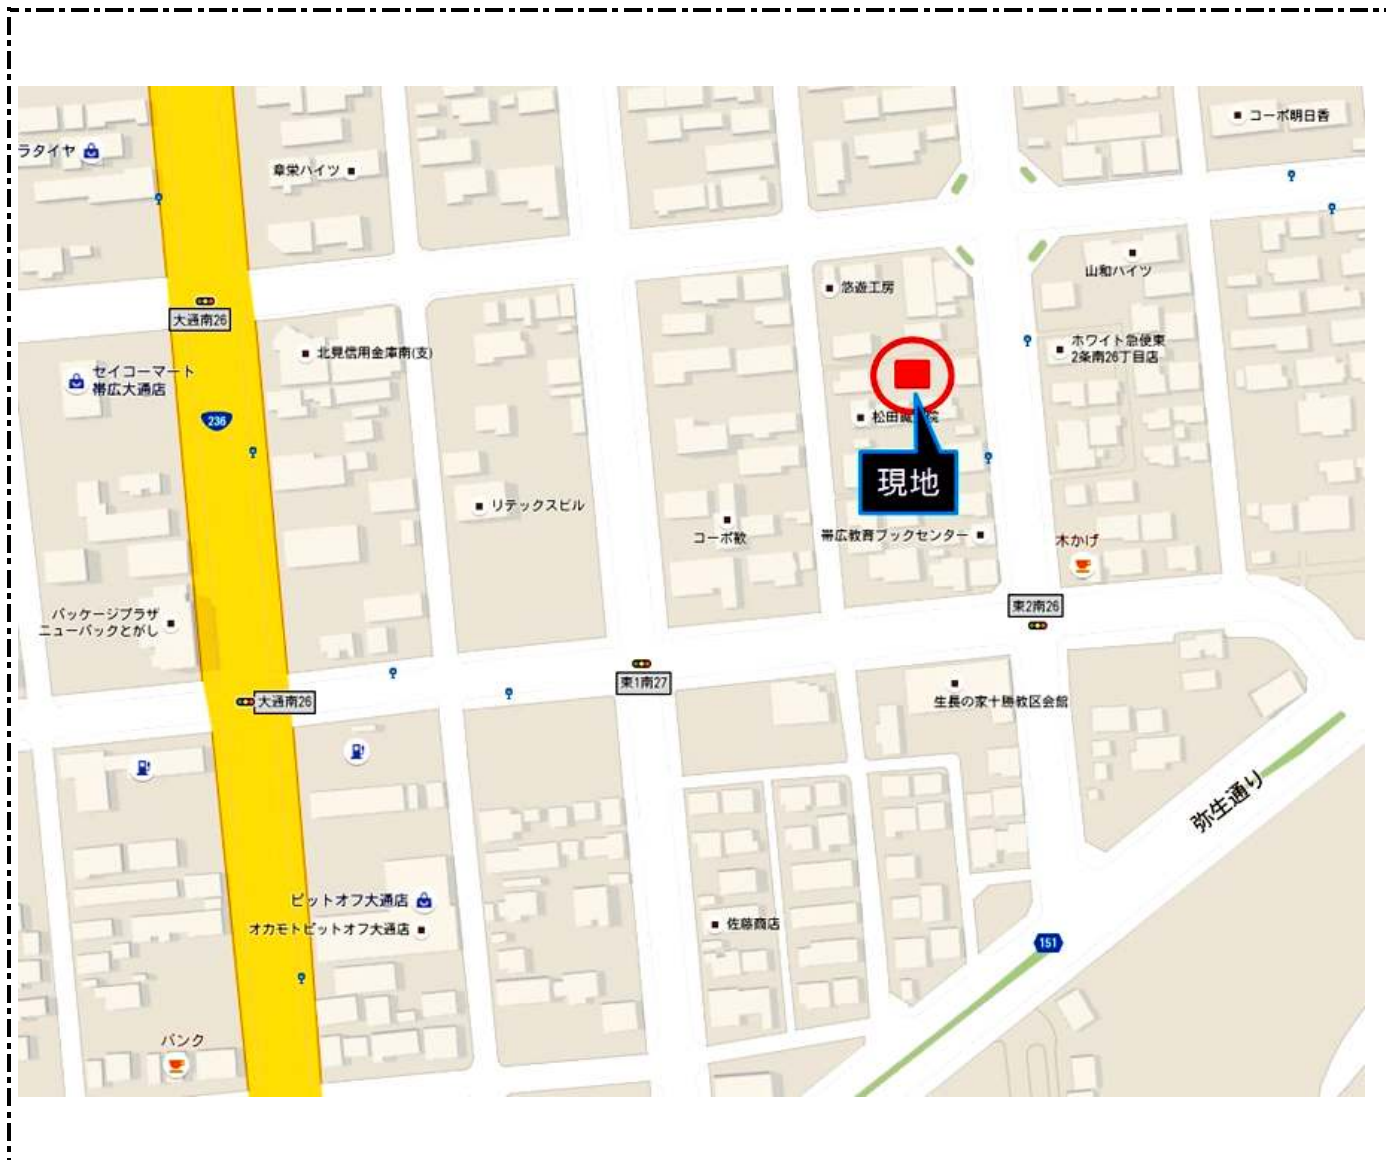 コーポ明日香
ラタイヤ
章栄ハイツ
山和ハイツ
悠遊工房
大通南26
北見信用金庫南(支)
ホワイト急便東
2条南26丁目店
セイコーマート
帯広大通店
236
松田
院
現地
リテックスビル
コーポ歓
帯広教育ブックセンター
木かげ
パッケージプラザ
ニューパックとがし
東2南26
東1南27
大通南26
生長の家十勝教区会館
弥生通り
ピットオフ大通店
オカモトピットオフ大通店
佐藤商店
151
バンク